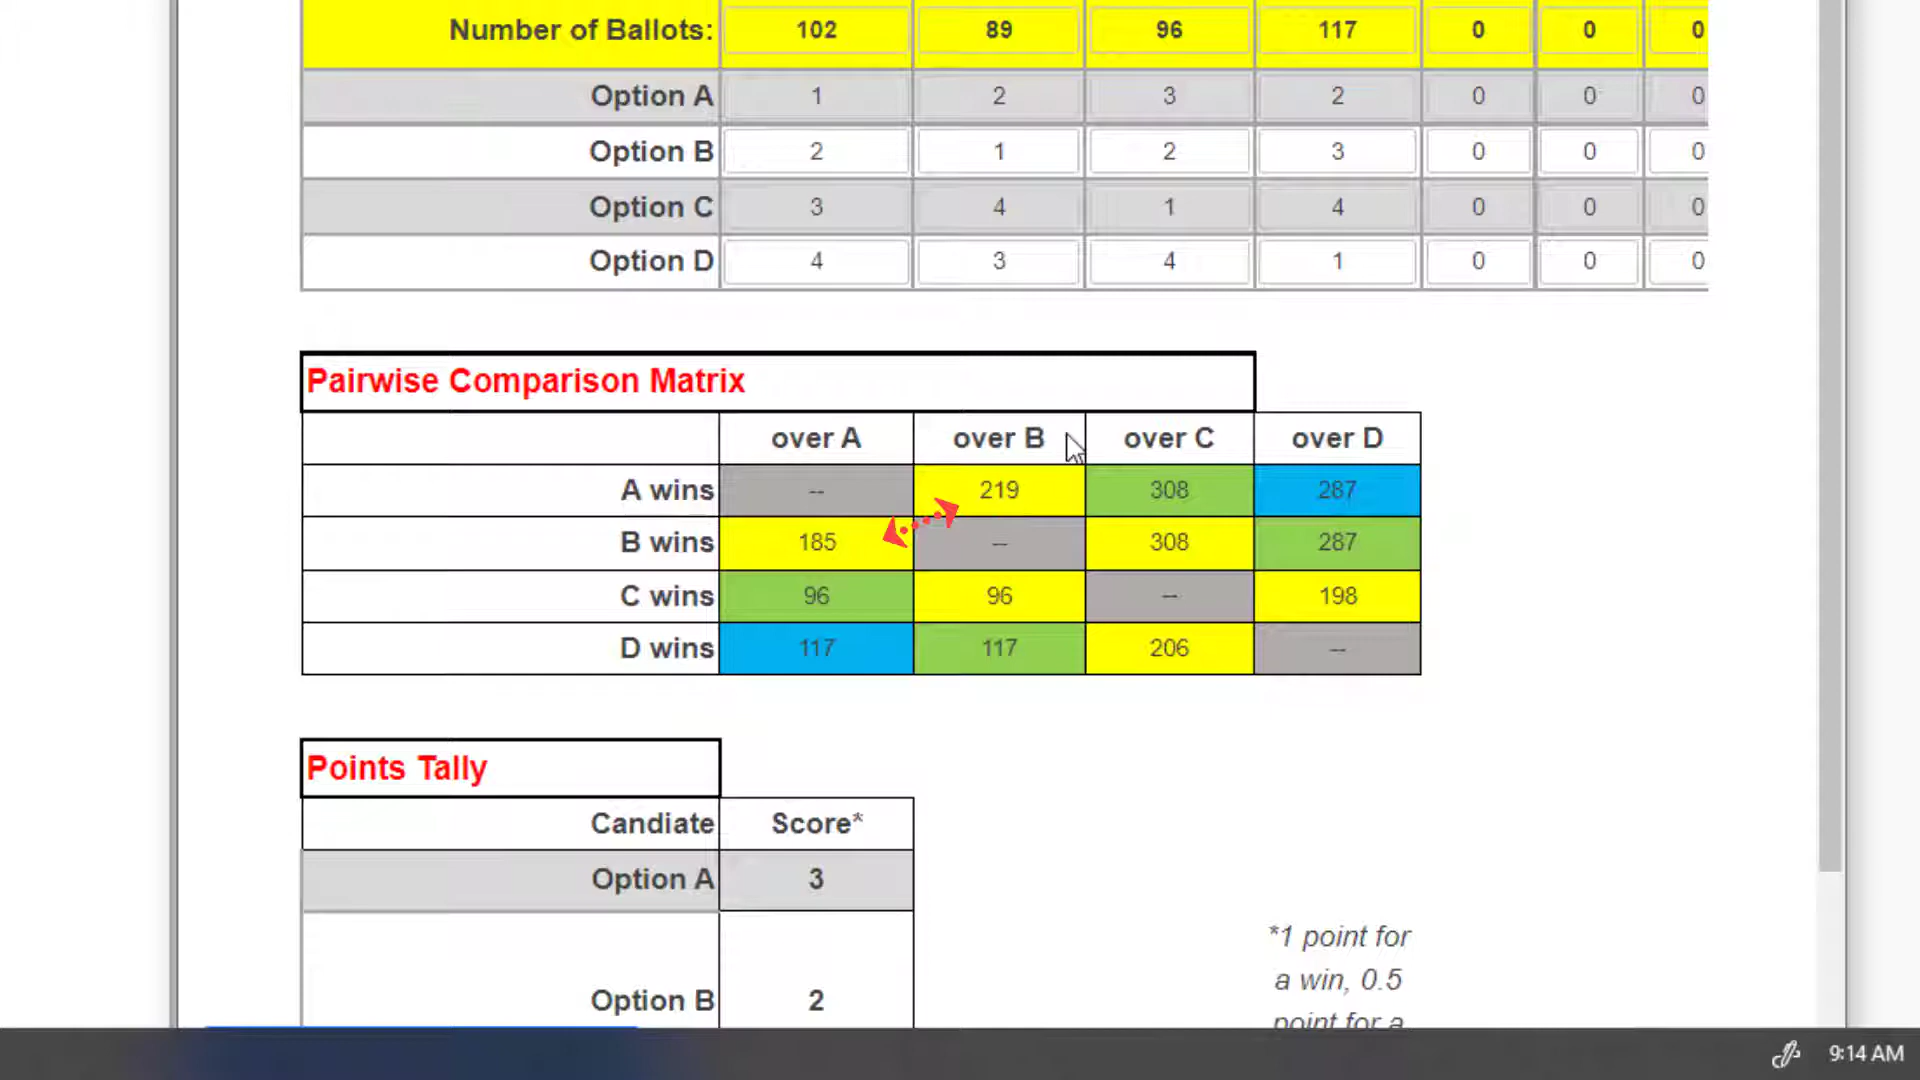 Number of Ballots: 102 89 96 117 0 0 0
Option A 1 2 3 2 0 0 0
Option B 2 1 2 3 0 0 0
Option C 3 4 1 4 0 0 0
Option D 4 3 4 1 0 0 0
Pairwise Comparison Matrix
over A over B over C over D
A wins -- 219 308 287
B wins 185 -- 308 287
C wins 96 96 -- 198
D wins 117 117 206 --
Points Tally
Candiate Score*
Option A 3
*1 point for
a win, 0.5
Option B 2
point for a
9:14 AM